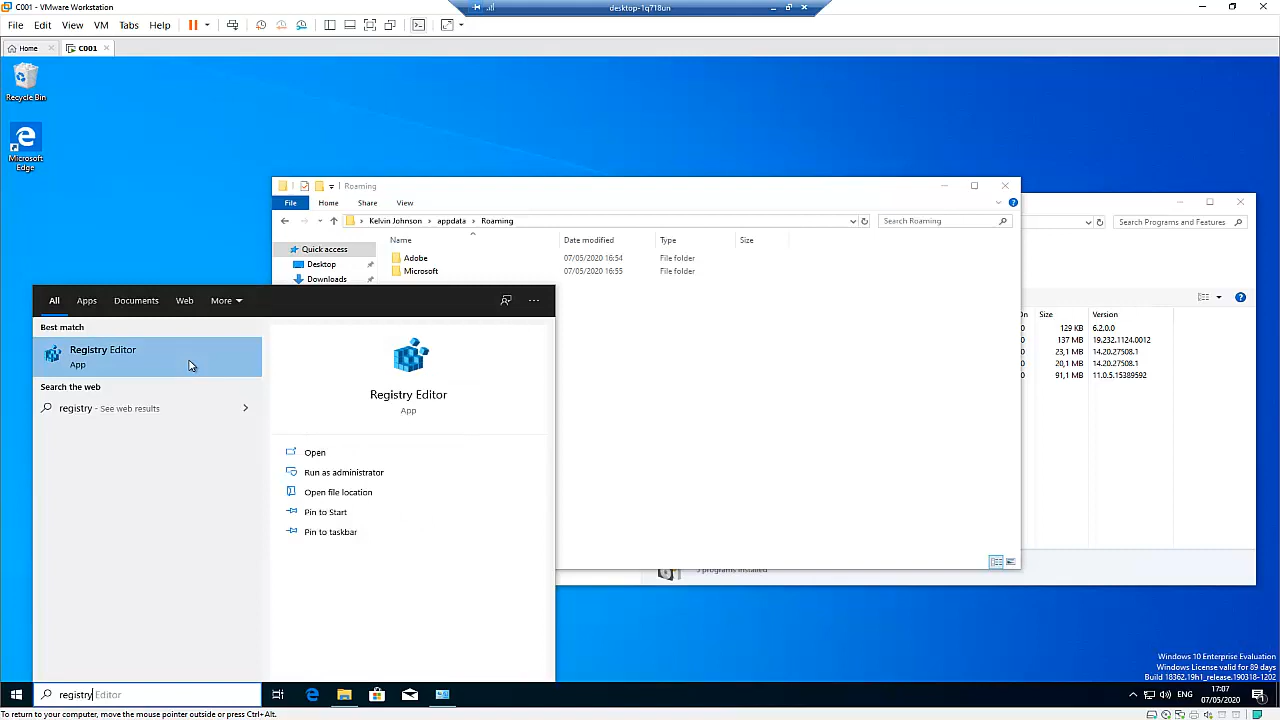 C001 - VMware Workstation
desktop-1q718un
File Edit View VM Tabs Help
Home
C001
Recycle Bin
Microsoft Edge
Roaming
File Home Share View
Kelvin Johnson appdata Roaming
Search Roaming
Search Programs and Features
Name Date modified Type Size
Quick access
Desktop
Downloads
Adobe 07/05/2020 16:54 File folder
Microsoft 07/05/2020 16:55 File folder
On Size Version
129 KB 6.2.0.0
137 MB 19.232.1124.0012
23,1 MB 14.20.27508.1
20,1 MB 14.20.27508.1
91,1 MB 11.0.5.15389592
All Apps Documents Web More
Best match
Registry Editor
App
Search the web
registry - See web results
Registry Editor
App
Open
Run as administrator
Open file location
Pin to Start
Pin to taskbar
5 programs installed
Windows 10 Enterprise Evaluation
Windows License valid for 89 days
Build 18362.19h1_release.190318-1202
registry Editor
ENG
17:07
07/05/2020
To return to your computer, move the mouse pointer outside or press Ctrl+Alt.